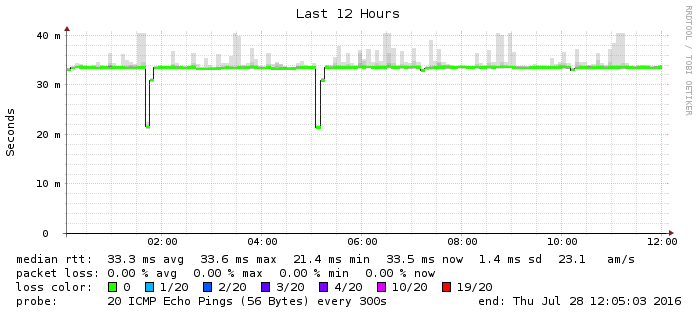 Last 12 Hours
RRDTOOL / TOBI OETIKER
Seconds
40 m
30 m
20 m
10 m
0
02:00 04:00 06:00 08:00 10:00 12:00
median rtt: 33.3 ms avg 33.6 ms max 21.4 ms min 33.5 ms now 1.4 ms sd 23.1 am/s
packet loss: 0.00 % avg 0.00 % max 0.00 % min 0.00 % now
loss color: 0 1/20 2/20 3/20 4/20 10/20 19/20
probe: 20 ICMP Echo Pings (56 Bytes) every 300s end: Thu Jul 28 12:05:03 2016